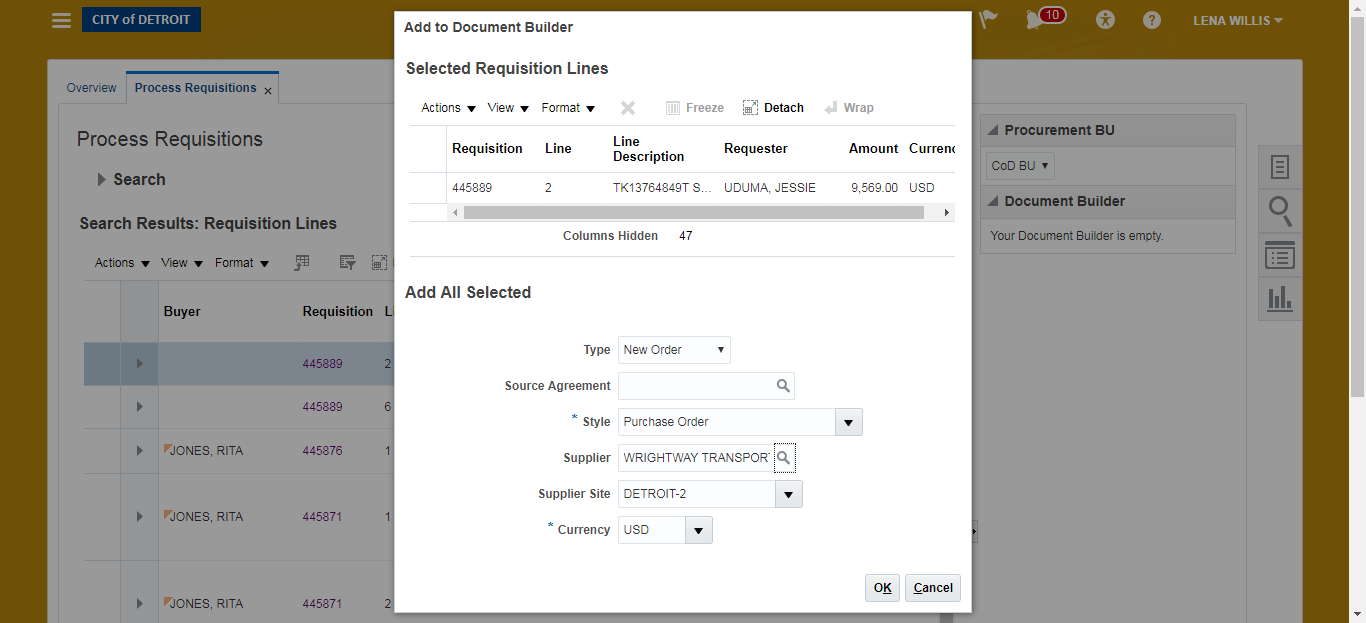 CITY of DETROIT
10
LENA WILLIS
Overview
Process Requisitions
Process Requisitions
Search
Search Results: Requisition Lines
Actions View Format
Buyer Requisition
445889 2
445889 6
JONES, RITA 445876 1
JONES, RITA 445871 1
JONES, RITA 445871 2
Add to Document Builder
Selected Requisition Lines
Actions View Format Freeze Detach Wrap
Requisition Line Line Description Requester Amount Currenc
445889 2 TK13764849T S... UDUMA, JESSIE 9,569.00 USD
Columns Hidden 47
Add All Selected
Type New Order
Source Agreement
* Style Purchase Order
Supplier WRIGHTWAY TRANSPORT
Supplier Site DETROIT-2
* Currency USD
OK Cancel
Procurement BU
CoD BU
Document Builder
Your Document Builder is empty.